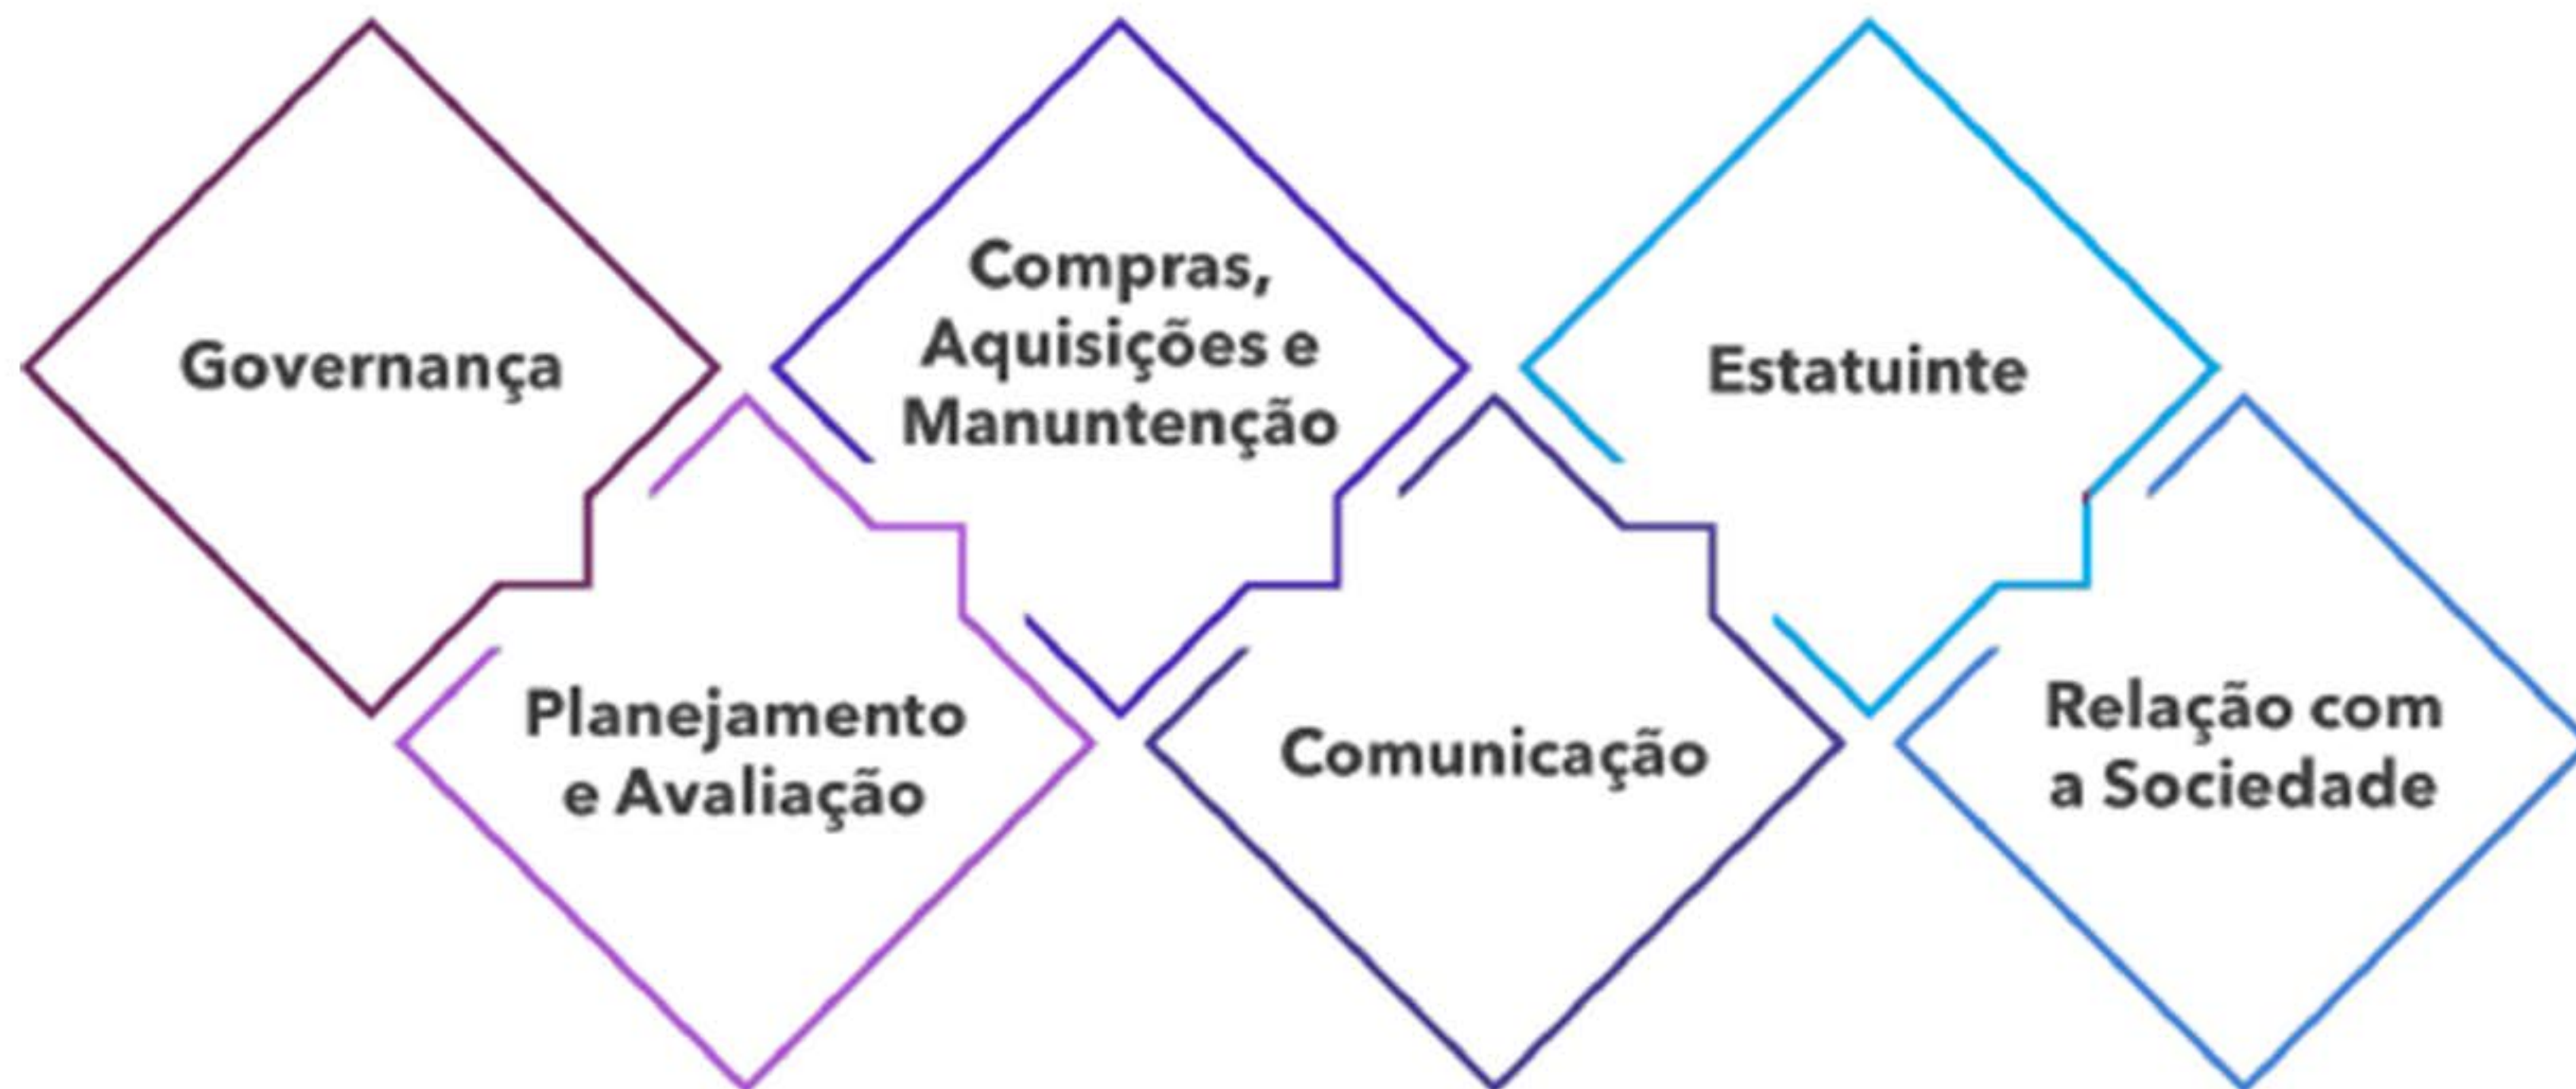 Governança
Compras,
Aquisições e
Manuntenção
Estatuinte
Planejamento
e Avaliação
Comunicação
Relação com
a Sociedade